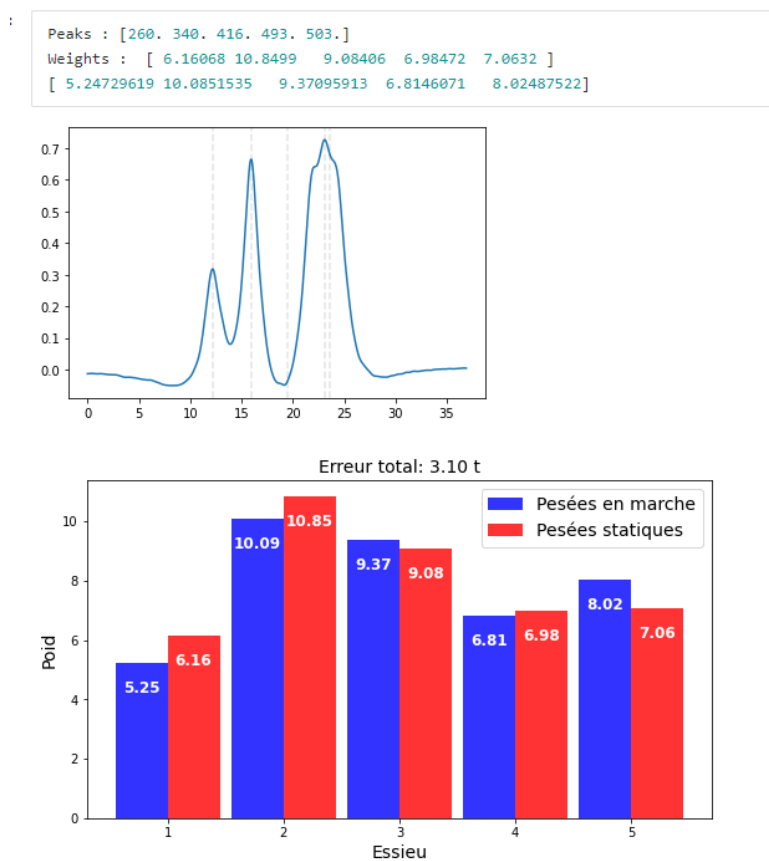 :
Peaks : [260. 340. 416. 493. 503.]
Weights :  [ 6.16068 10.8499   9.08406  6.98472  7.0632 ]
[ 5.24729619 10.0851535   9.37095913  6.8146071   8.02487522]
0.7
0.6
0.5
0.4
0.3
0.2
0.1
0.0
0 5 10 15 20 25 30 35
Erreur total: 3.10 t
Pesées en marche
Pesées statiques
10
8
6
4
2
0
Poid
5.25 6.16 10.09 10.85 9.37 9.08 6.81 6.98 8.02 7.06
1 2 3 4 5
Essieu